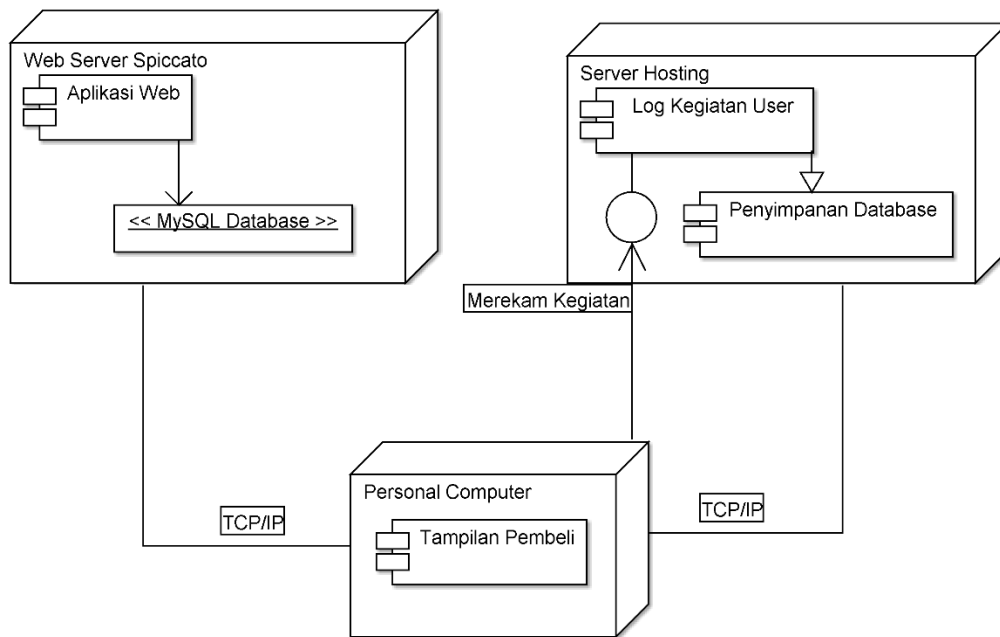 Web Server Spiccato
Aplikasi Web
<< MySQL Database >>
Server Hosting
Log Kegiatan User
Penyimpanan Database
Merekam Kegiatan
Personal Computer
Tampilan Pembeli
TCP/IP
TCP/IP